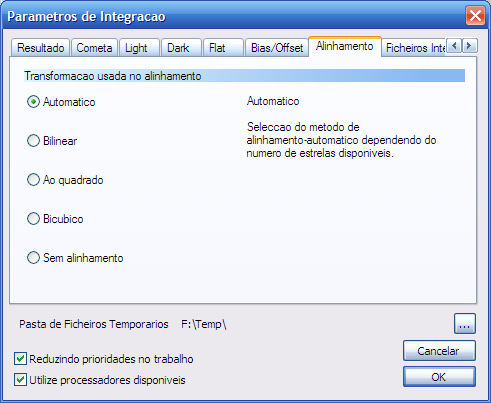 Parametros de Integracao
Resultado Cometa Light Dark Flat Bias/Offset Alinhamento Ficheiros Inte
Transformacao usada no alinhamento
Automatico
Automatico
Seleccao do metodo de
alinhamento-automatico dependendo do
numero de estrelas disponiveis.
Bilinear
Ao quadrado
Bicubico
Sem alinhamento
Pasta de Ficheiros Temporarios F:\Temp\ ...
Reduzindo prioridades no trabalho
Cancelar
Utilize processadores disponiveis
OK